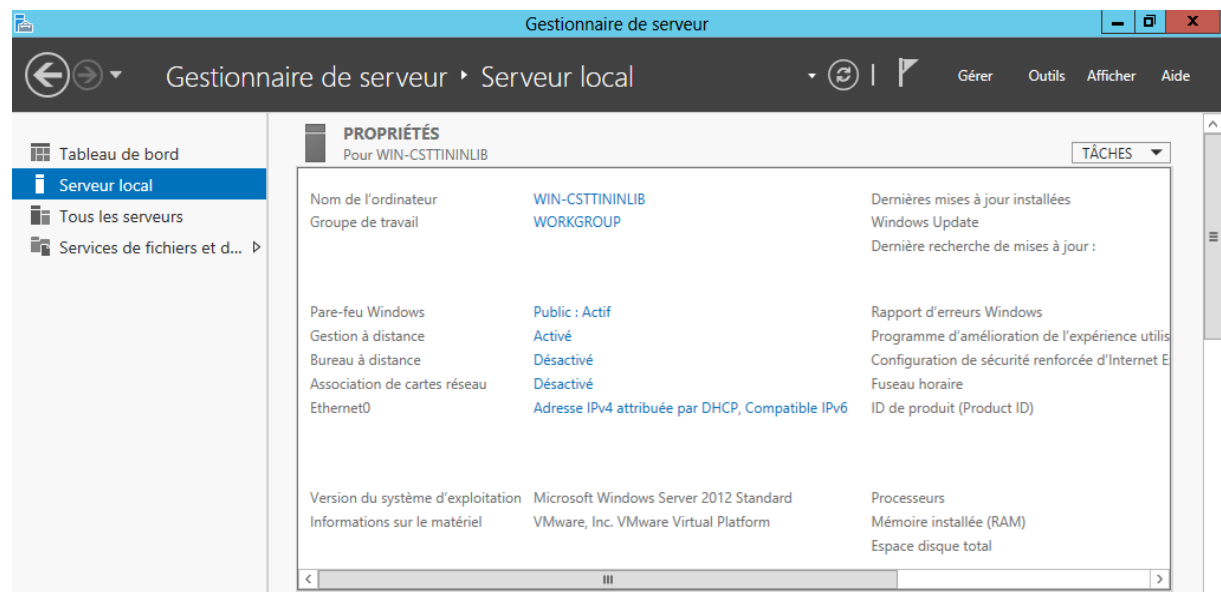 Gestionnaire de serveur
Gestionnaire de serveur ‣ Serveur local
Gérer Outils Afficher Aide
Tableau de bord
Serveur local
Tous les serveurs
Services de fichiers et d...
PROPRIÉTÉS
Pour WIN-CSTTININLIB
TÂCHES
Nom de l'ordinateur WIN-CSTTININLIB Dernières mises à jour installées
Groupe de travail WORKGROUP Windows Update
Dernière recherche de mises à jour :
Pare-feu Windows Public : Actif Rapport d'erreurs Windows
Gestion à distance Activé Programme d'amélioration de l'expérience utilis
Bureau à distance Désactivé Configuration de sécurité renforcée d'Internet E
Association de cartes réseau Désactivé Fuseau horaire
Ethernet0 Adresse IPv4 attribuée par DHCP, Compatible IPv6 ID de produit (Product ID)
Version du système d'exploitation Microsoft Windows Server 2012 Standard Processeurs
Informations sur le matériel VMware, Inc. VMware Virtual Platform Mémoire installée (RAM)
Espace disque total